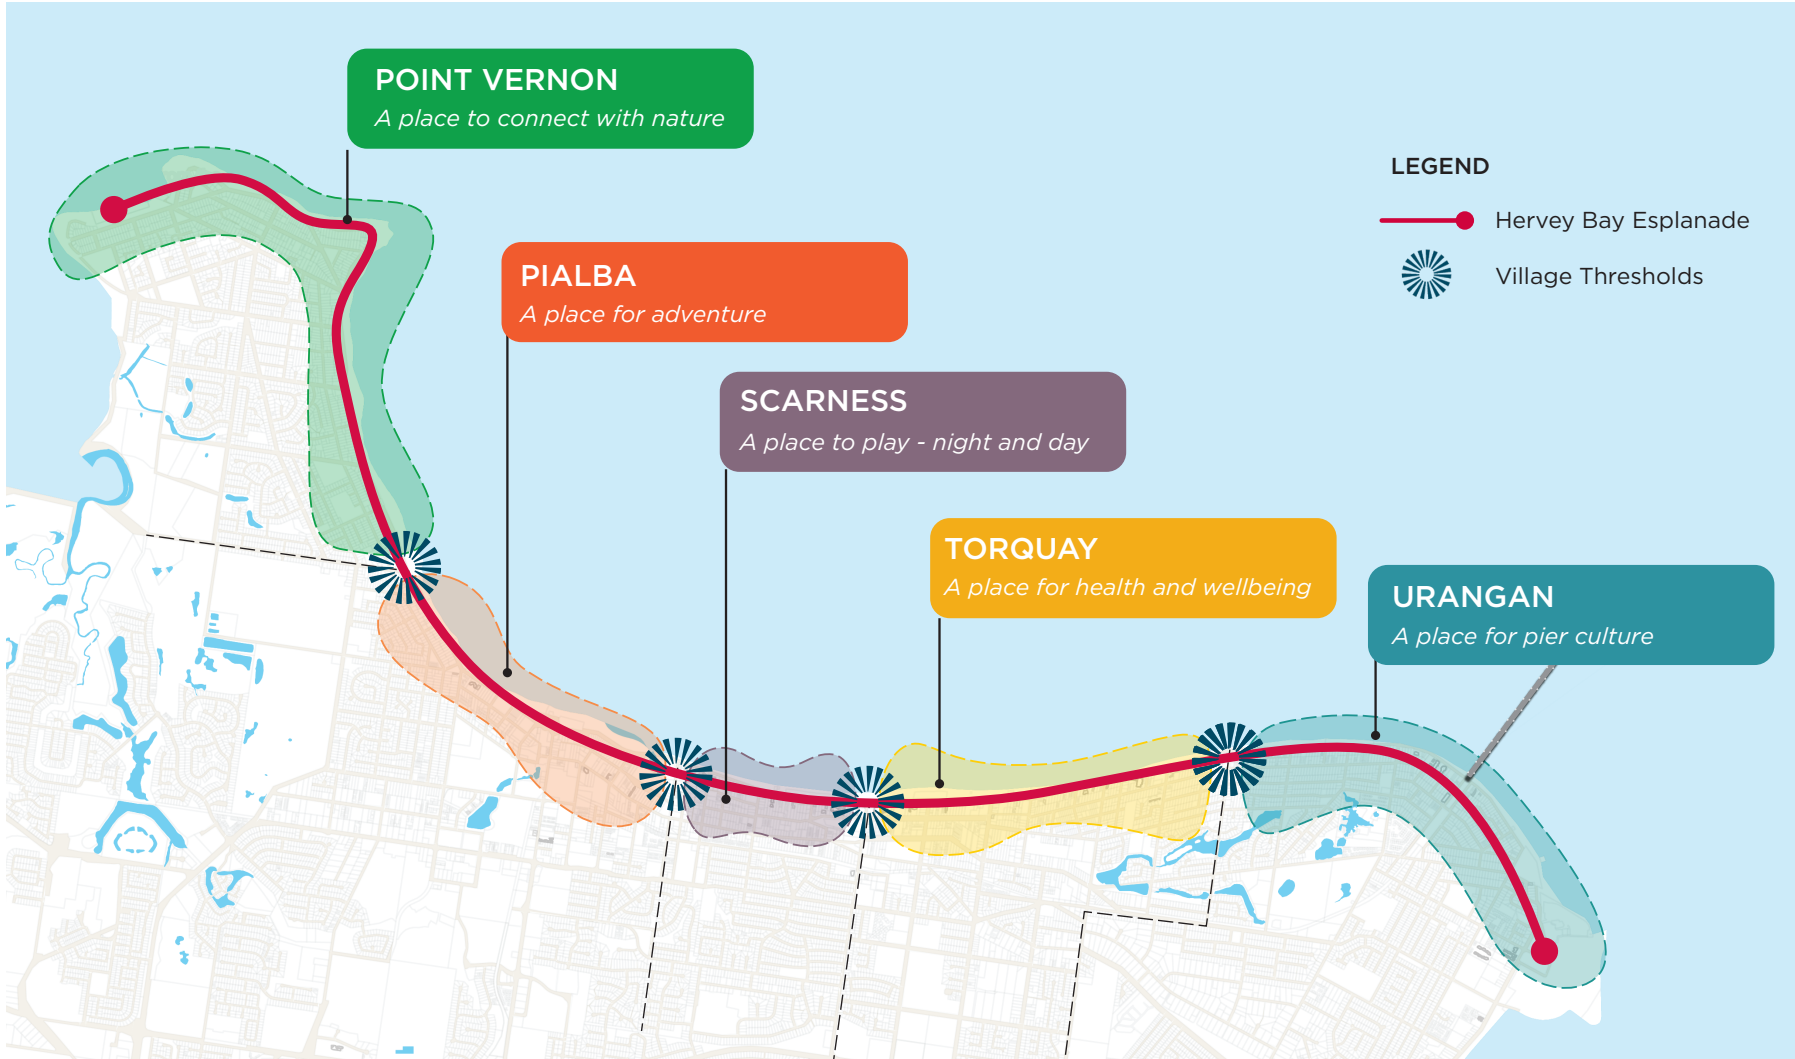 POINT VERNON
A place to connect with nature
PIALBA
A place for adventure
SCARNESS
A place to play - night and day
TORQUAY
A place for health and wellbeing
URANGAN
A place for pier culture
LEGEND
Hervey Bay Esplanade
Village Thresholds